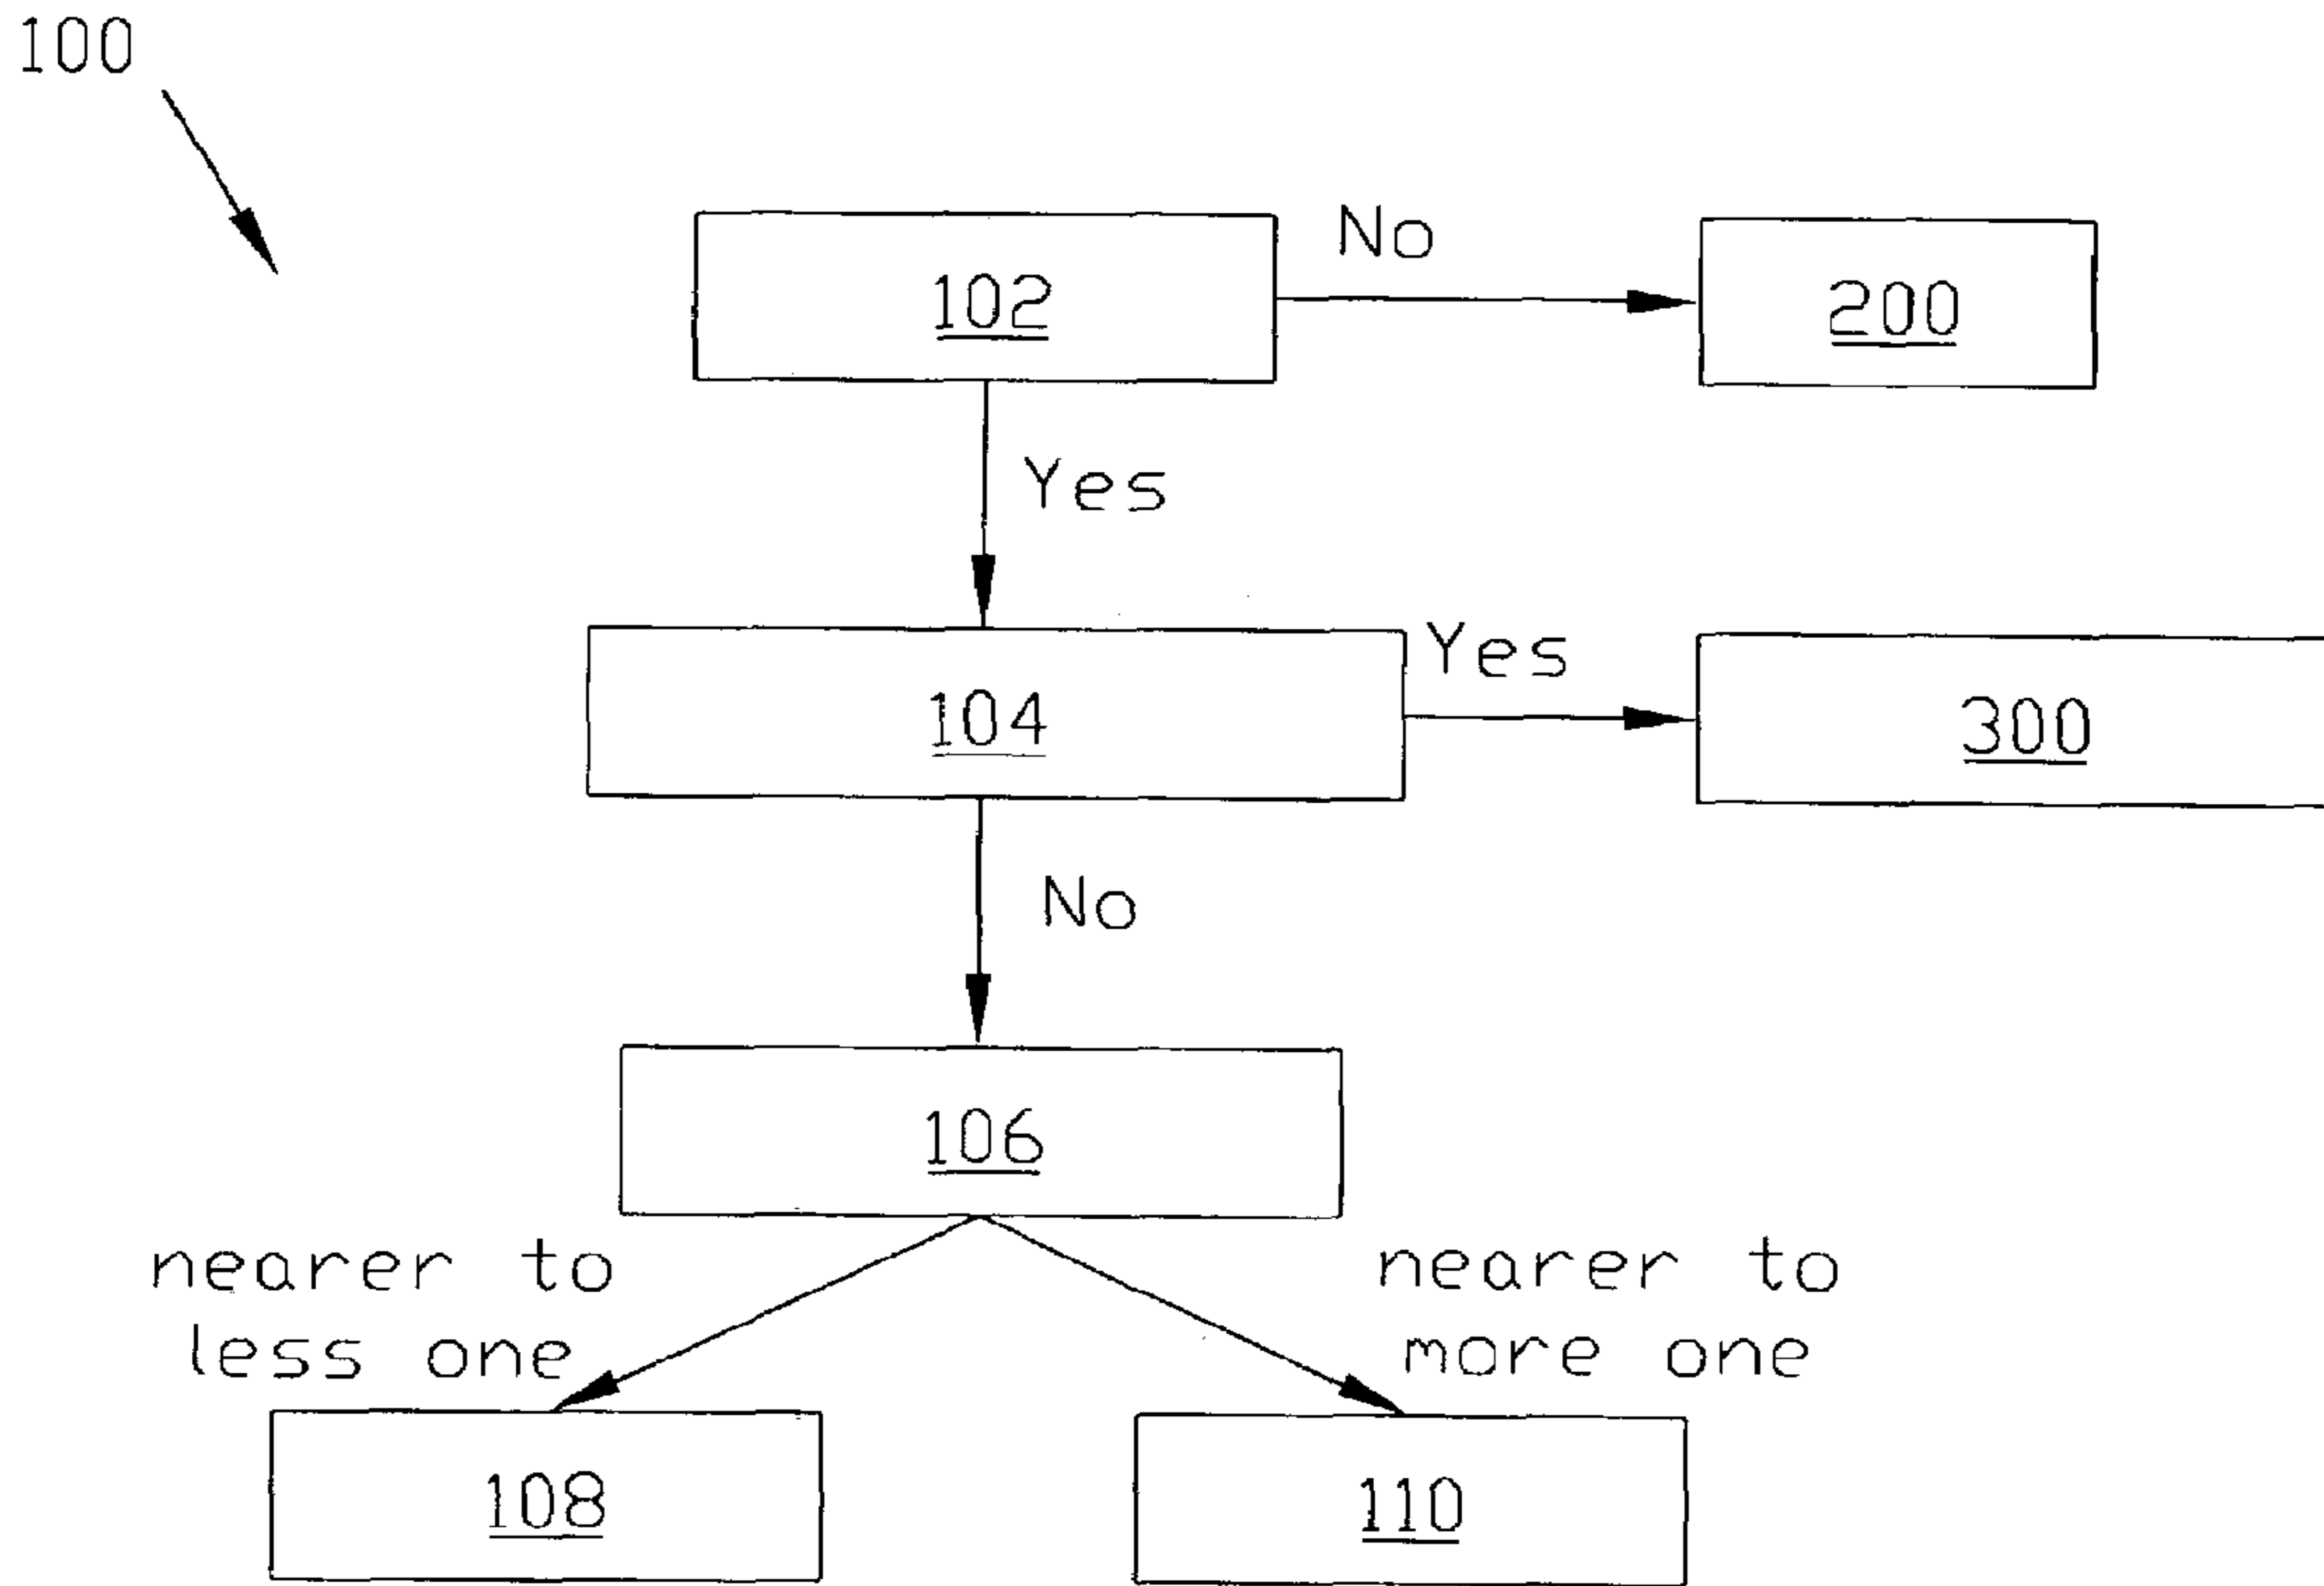 100
102
No
200
Yes
104
Yes
300
No
106
nearer to
less one
nearer to
more one
108
110